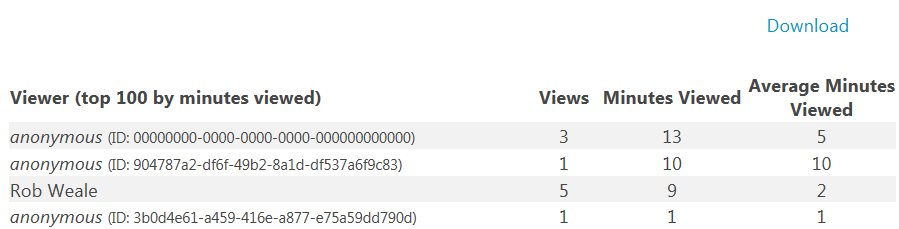 Download
Viewer (top 100 by minutes viewed) Views Minutes Viewed Average Minutes
Viewed
anonymous (ID: 00000000-0000-0000-0000-000000000000) 3 13 5
anonymous (ID: 904787a2-df6f-49b2-8a1d-df537a6f9c83) 1 10 10
Rob Weale 5 9 2
anonymous (ID: 3b0d4e61-a459-416e-a877-e75a59dd790d) 1 1 1